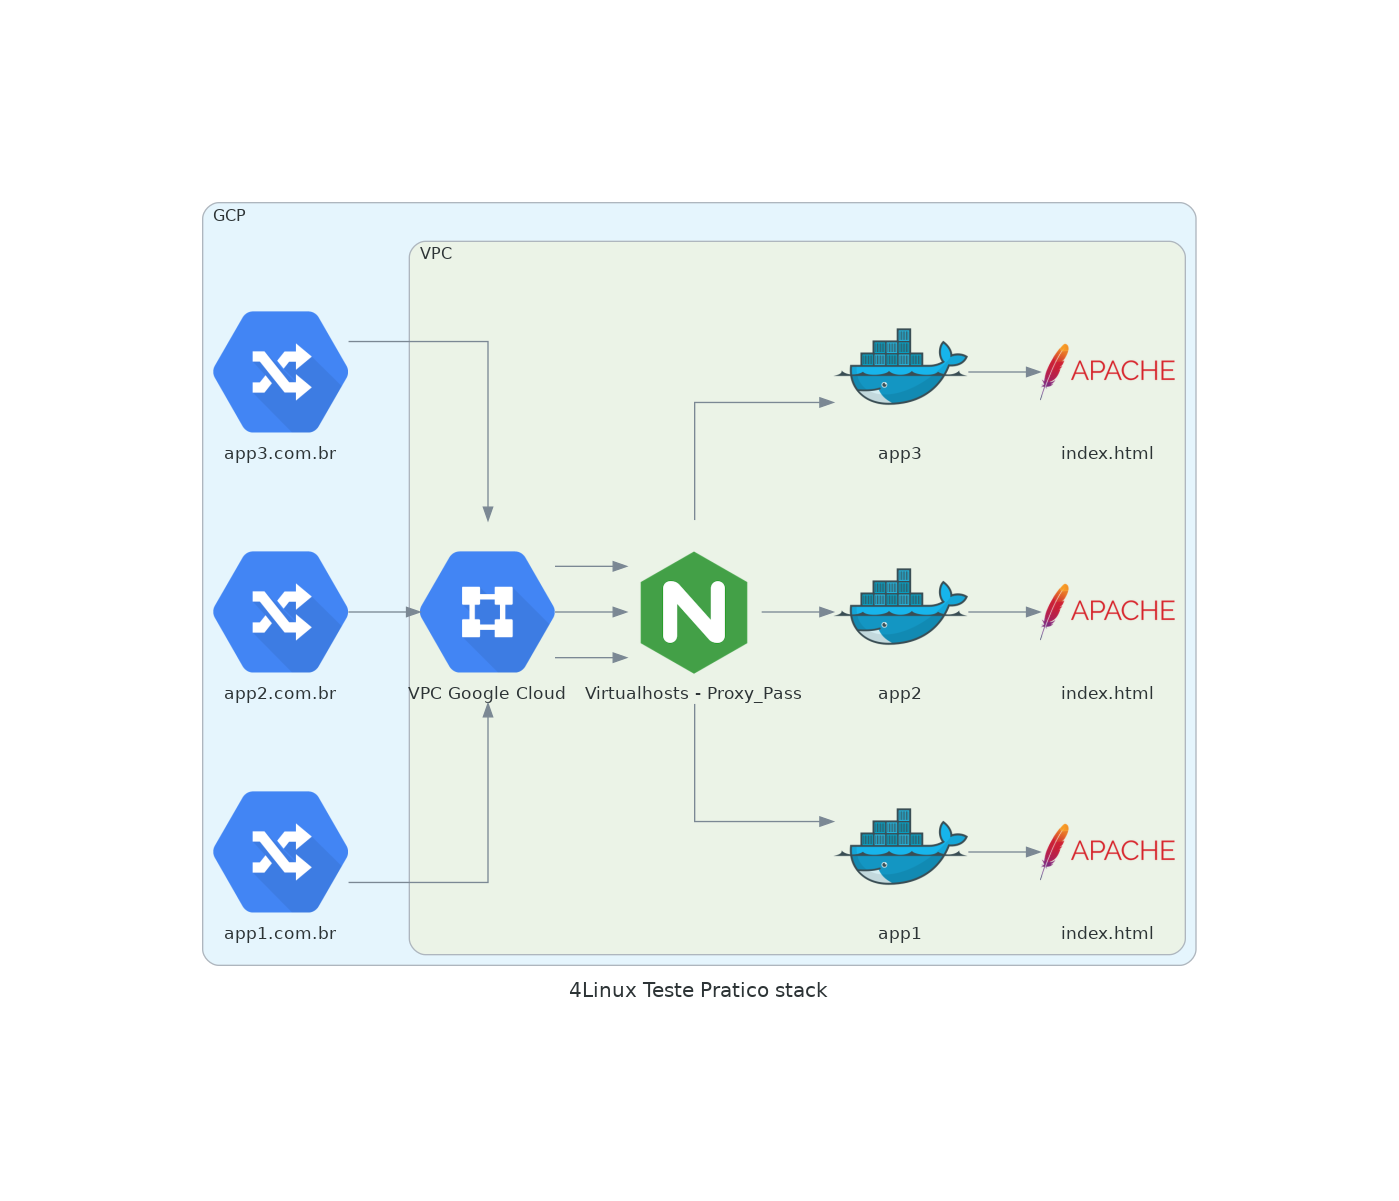 GCP
VPC
APACHE
app3.com.br
app3
index.html
APACHE
app2.com.br
VPC Google Cloud
Virtualhosts - Proxy_Pass
app2
index.html
APACHE
app1.com.br
app1
index.html
4Linux Teste Pratico stack